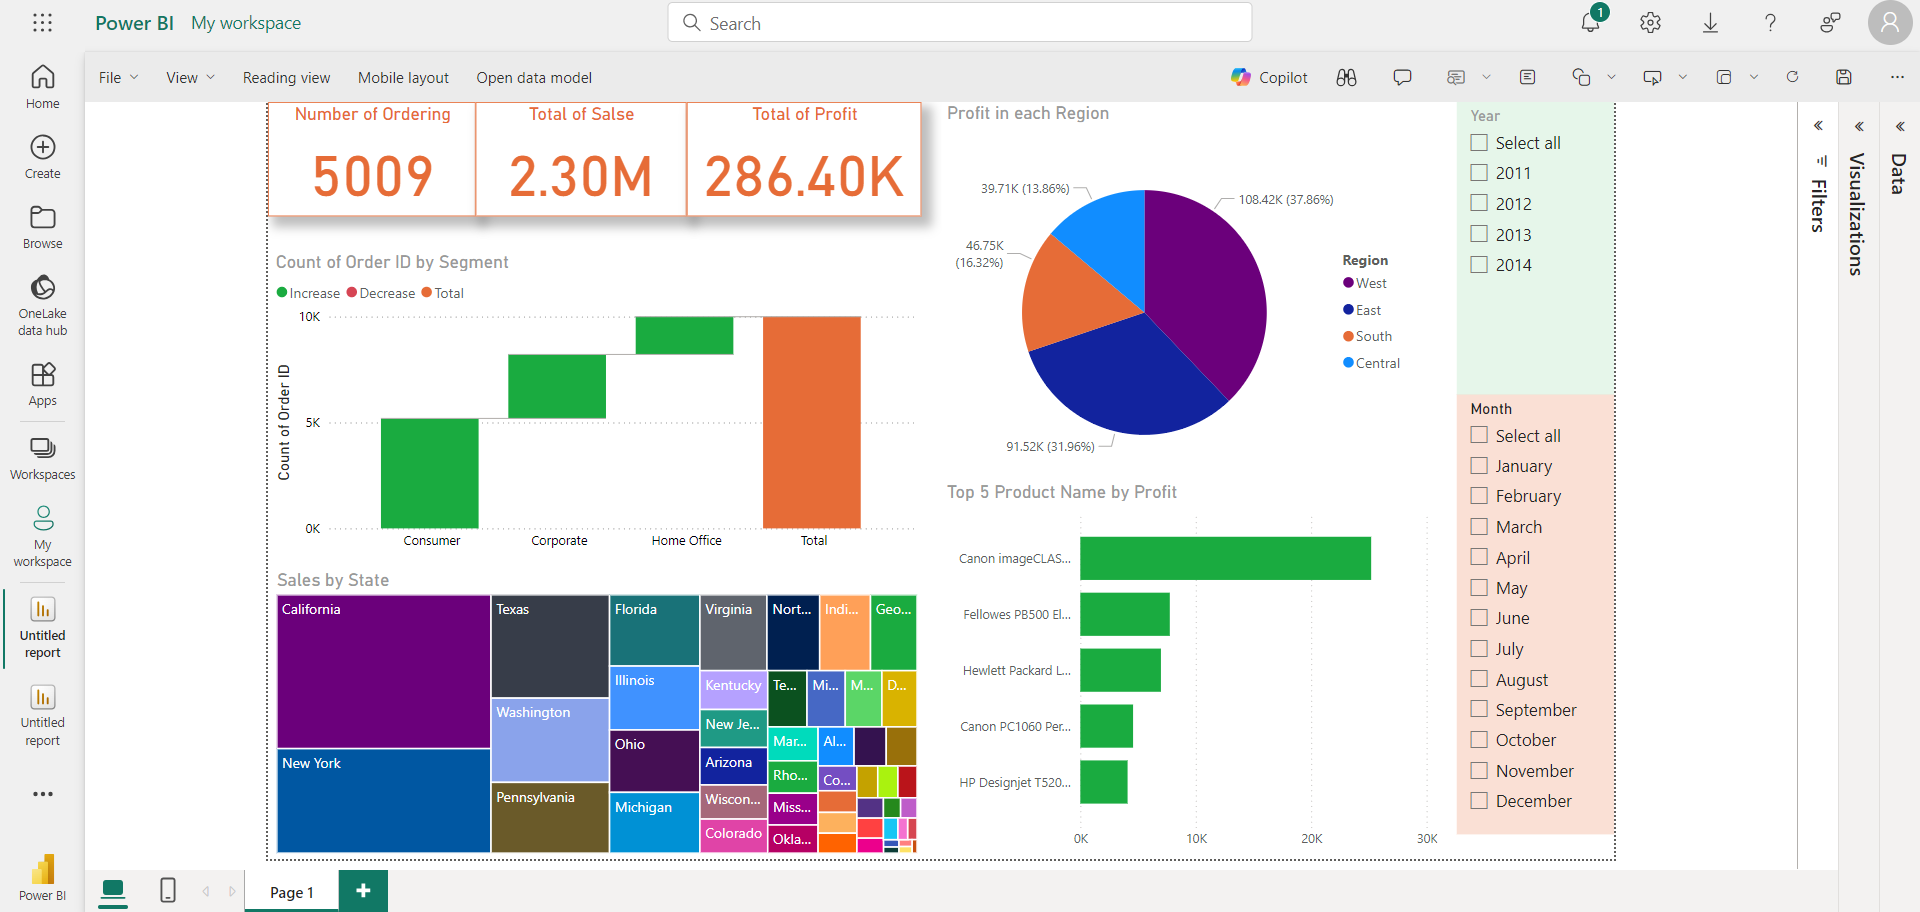 Power BI My workspace
Search
1
File View Reading view Mobile layout Open data model
Copilot
Home
Create
Browse
OneLake
data hub
Apps
Workspaces
My
workspace
Untitled
report
Untitled
report
Power BI
Number of Ordering
5009
Total of Salse
2.30M
Total of Profit
286.40K
Count of Order ID by Segment
Increase Decrease Total
Count of Order ID
10K
5K
0K
Consumer Corporate Home Office Total
Sales by State
California
New York
Texas
Washington
Pennsylvania
Florida
Illinois
Ohio
Michigan
Virginia
Kentucky
New Je...
Arizona
Wiscon...
Colorado
Nort...
Indi...
Geo...
Te...
Mi...
M...
D...
Mar...
Al...
Rho...
Co...
Miss...
Okla...
Profit in each Region
39.71K (13.86%)
108.42K (37.86%)
46.75K
(16.32%)
91.52K (31.96%)
Region
West
East
South
Central
Top 5 Product Name by Profit
Canon imageCLAS...
Fellowes PB500 El...
Hewlett Packard L...
Canon PC1060 Per...
HP Designjet T520...
0K 10K 20K 30K
Year
Select all
2011
2012
2013
2014
Month
Select all
January
February
March
April
May
June
July
August
September
October
November
December
Filters
Visualizations
Data
Page 1